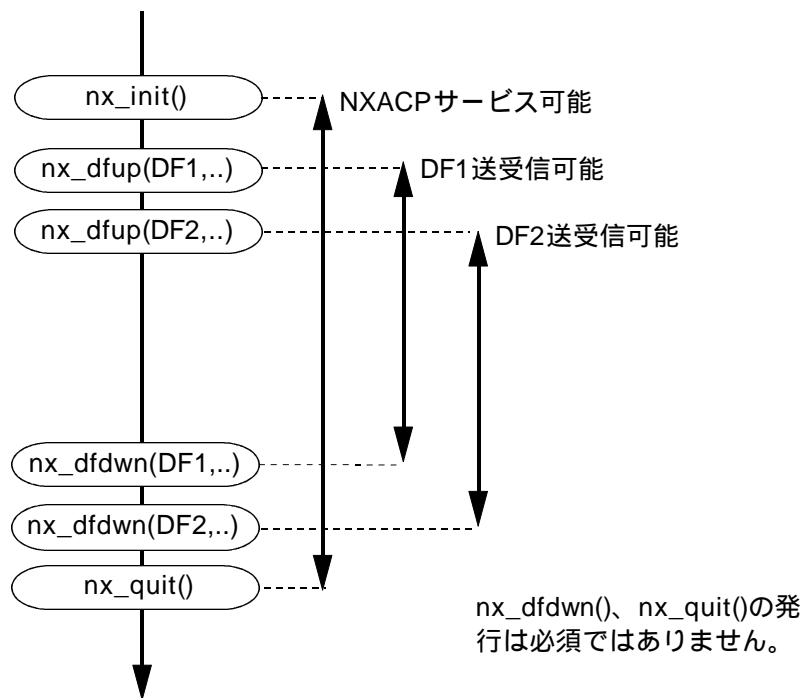 nx_init()
NXACPサービス可能
nx_dfup(DF1,..)
DF1送受信可能
nx_dfup(DF2,..)
DF2送受信可能
nx_dfdwn(DF1,..)
nx_dfdwn(DF2,..)
nx_quit()
nx_dfdwn()、nx_quit()の発
行は必須ではありません。